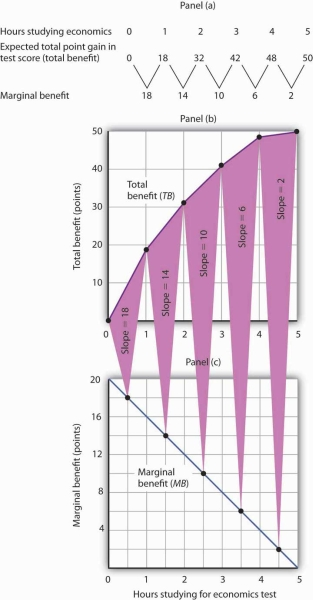 Panel (a)
Hours studying economics 0 1 2 3 4 5
Expected total point gain in
test score (total benefit) 0 18 32 42 48 50
Marginal benefit 18 14 10 6 2
Panel (b)
Total benefit (points)
50
40
30
20
10
Total
benefit (TB)
Slope = 18
Slope = 14
Slope = 10
Slope = 6
Slope = 2
0 1 2 3 4 5
Panel (c)
Marginal benefit (points)
20
16
12
8
4
Marginal
benefit (MB)
0 1 2 3 4 5
Hours studying for economics test